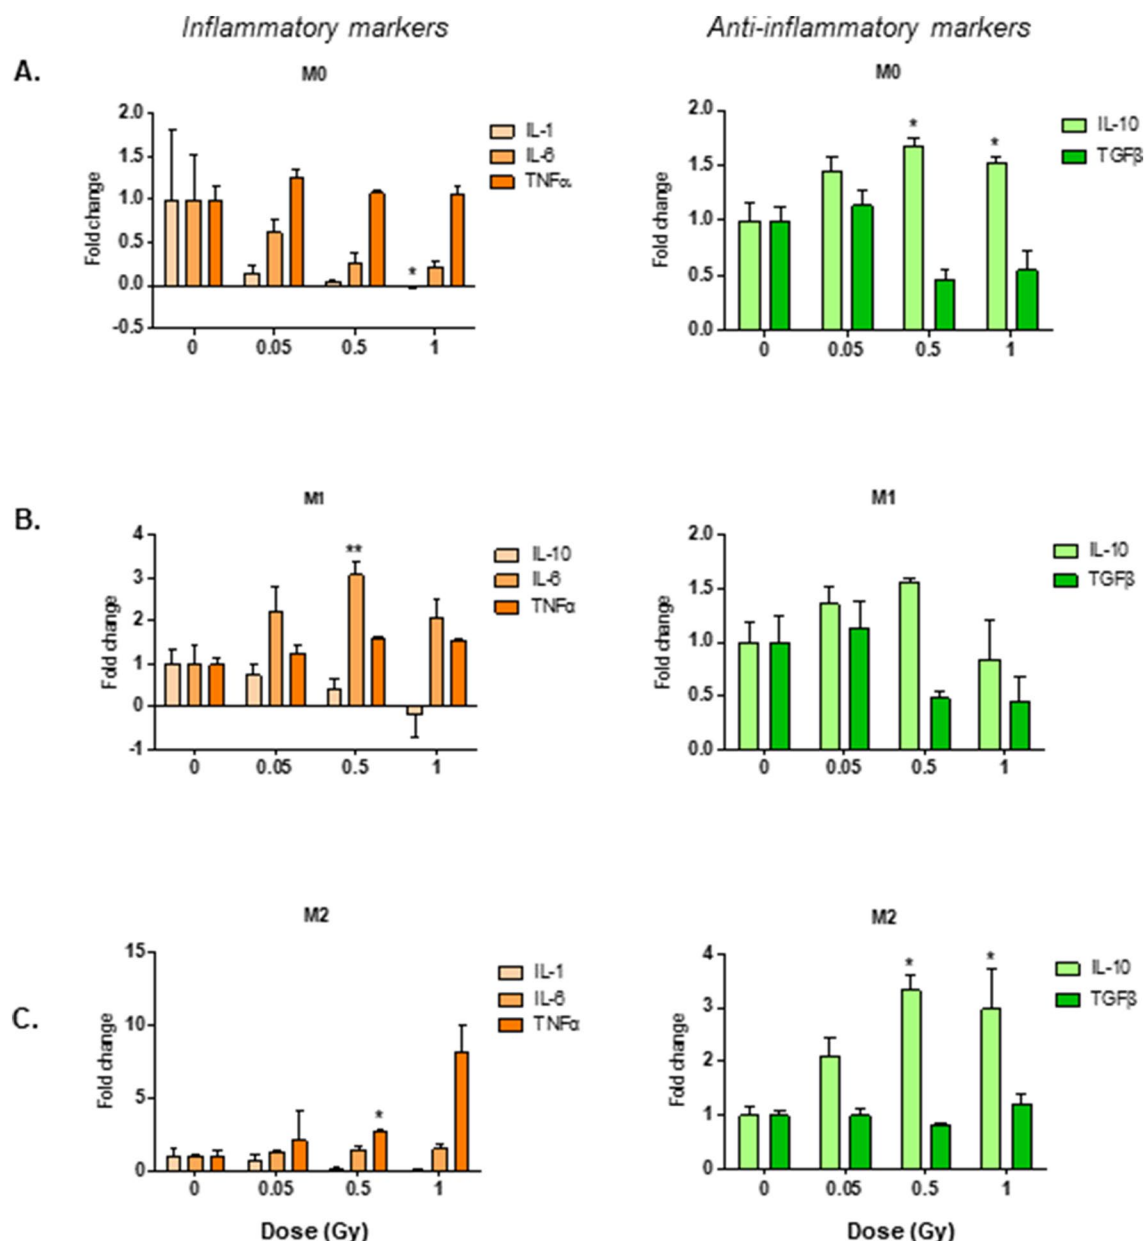 Inflammatory markers
Anti-inflammatory markers
A.
M0
Fold change
2.0
1.5
1.0
0.5
0.0
-0.5
0
0.05
0.5
1
*
IL-1
IL-6
TNFα
M0
Fold change
2.0
1.5
1.0
0.5
0.0
0
0.05
0.5
1
*
*
IL-10
TGFβ
B.
M1
Fold change
4
3
2
1
0
-1
0
0.05
0.5
1
**
IL-10
IL-6
TNFα
M1
Fold change
2.0
1.5
1.0
0.5
0.0
0
0.05
0.5
1
IL-10
TGFβ
C.
M2
Fold change
15
10
5
0
0
0.05
0.5
1
*
IL-1
IL-6
TNFα
Dose (Gy)
M2
Fold change
4
3
2
1
0
0
0.05
0.5
1
*
*
IL-10
TGFβ
Dose (Gy)